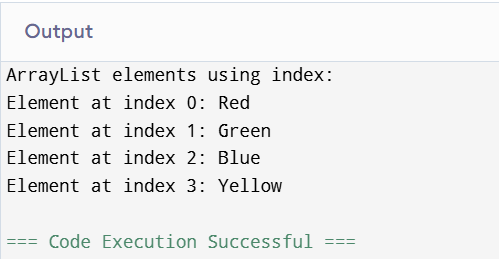 Output
ArrayList elements using index:
Element at index 0: Red
Element at index 1: Green
Element at index 2: Blue
Element at index 3: Yellow
=== Code Execution Successful ===